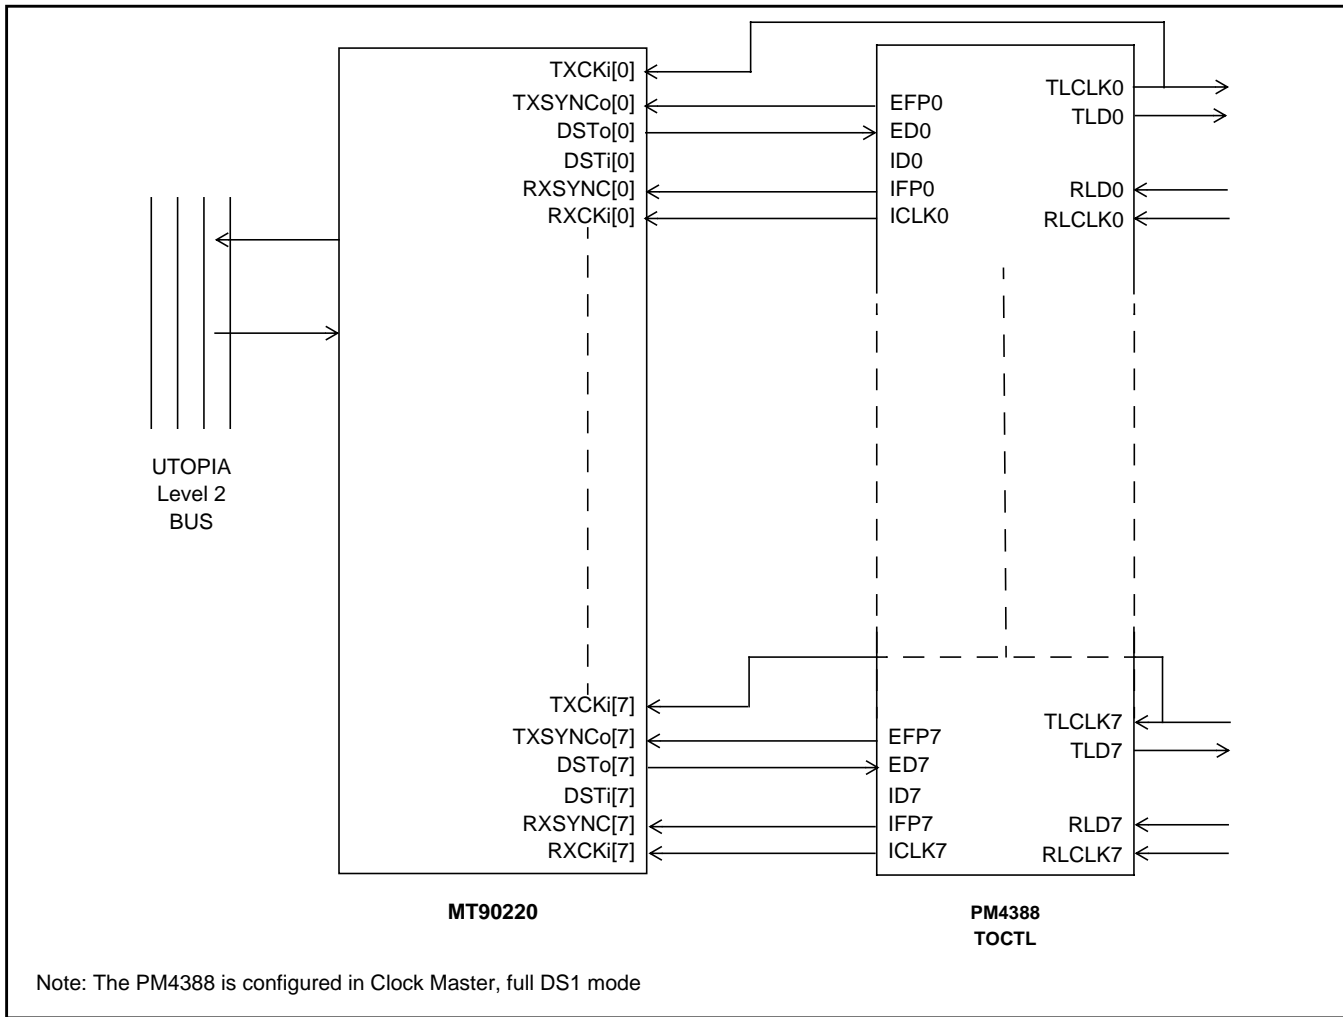 TXCKi[0]
TXSYNCo[0]
DSTo[0]
DSTi[0]
RXSYNC[0]
RXCKi[0]
EFP0
ED0
ID0
IFP0
ICLK0
TLCLK0
TLD0
RLD0
RLCLK0
UTOPIA
Level 2
BUS
TXCKi[7]
TXSYNCo[7]
DSTo[7]
DSTi[7]
RXSYNC[7]
RXCKi[7]
EFP7
ED7
ID7
IFP7
ICLK7
TLCLK7
TLD7
RLD7
RLCLK7
MT90220
PM4388
TOCTL
Note: The PM4388 is configured in Clock Master, full DS1 mode